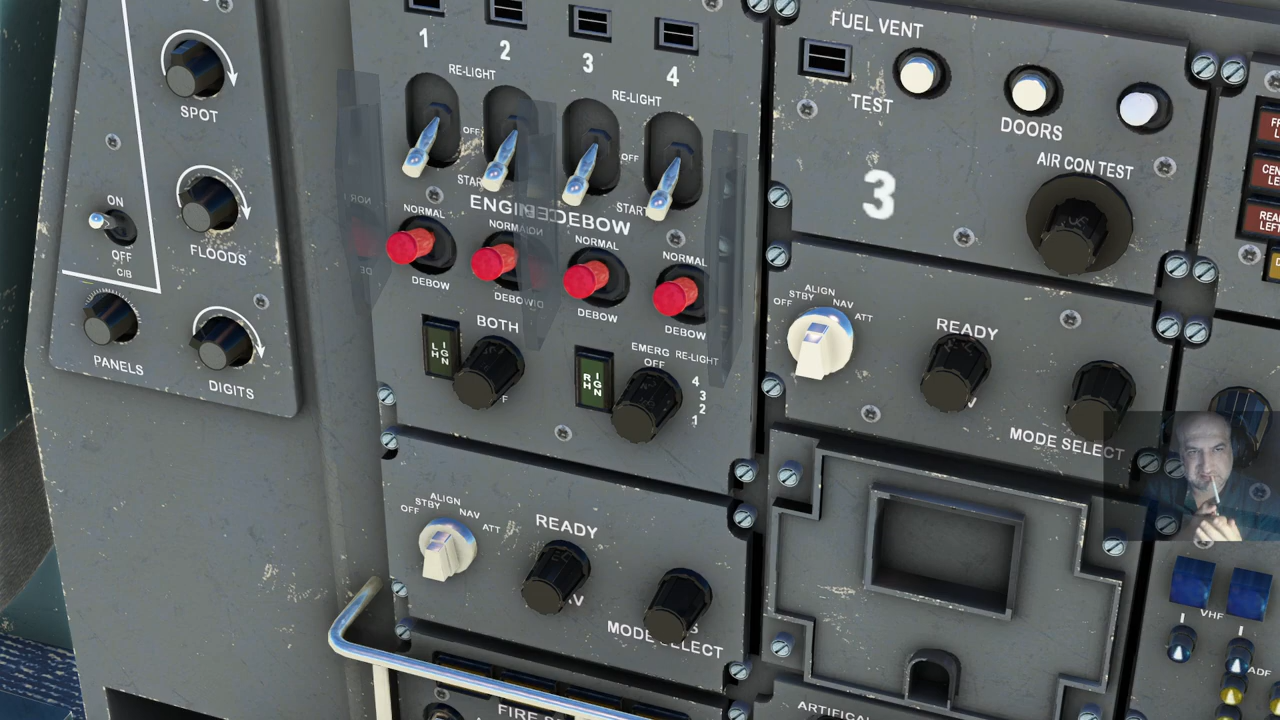 SPOT
ON
OFF
C/B
FLOODS
PANELS
DIGITS
1 2 3 4
RE-LIGHT
RE-LIGHT
OFF
OFF
START
DEBOW
NORMAL
NORMAL
NORMAL
NORMAL
DEBOW
DEBOW
DEBOW
BOTH
LH
IGN
RH
IGN
EMERG RE-LIGHT
OFF
4
3
2
1
OFF
STBY
ALIGN
NAV
ATT
READY
MODE SELECT
FUEL VENT
TEST
DOORS
AIR CON TEST
3
OFF
STBY
ALIGN
NAV
ATT
READY
MODE SELECT
VHF
ADF